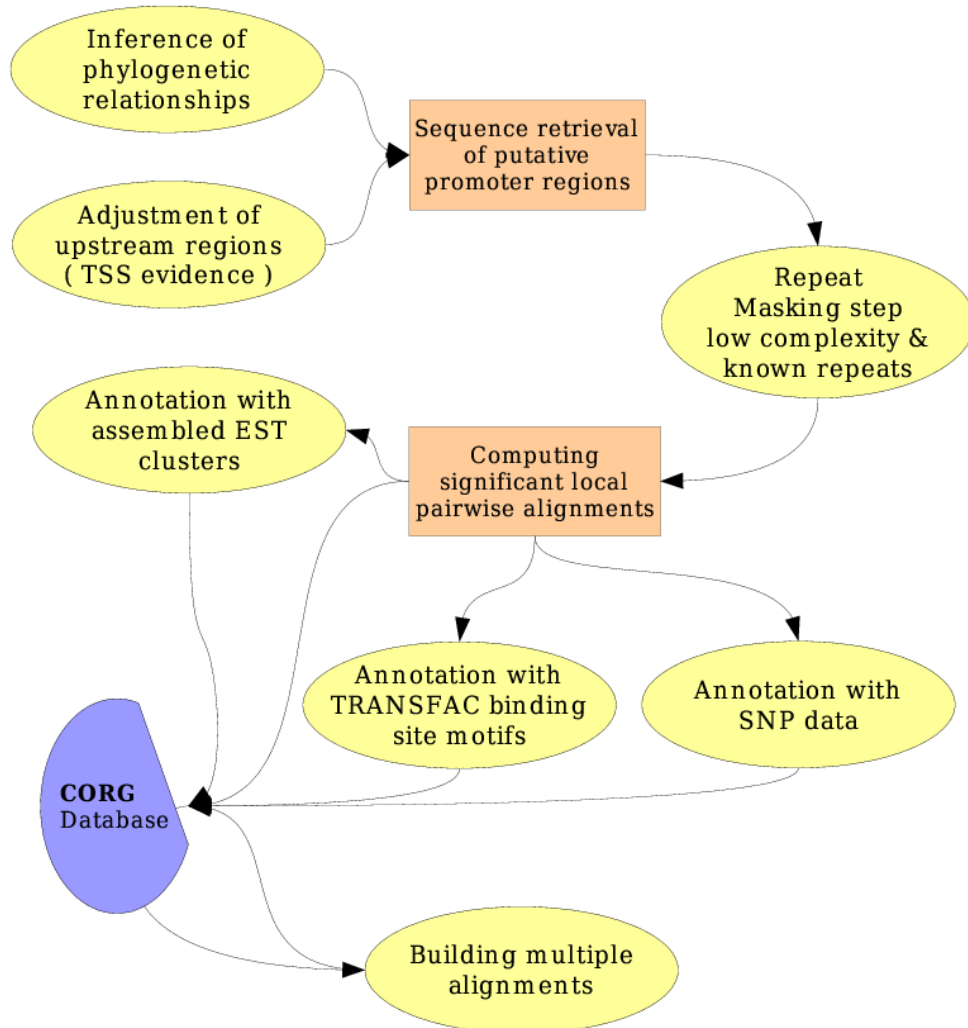 Inference of
phylogenetic
relationships
Sequence retrieval
of putative
promoter regions
Adjustment of
upstream regions
( TSS evidence )
Repeat
Masking step
low complexity &
known repeats
Annotation with
assembled EST
clusters
Computing
significant local
pairwise alignments
Annotation with
TRANSFAC binding
site motifs
Annotation with
SNP data
CORG
Database
Building multiple
alignments